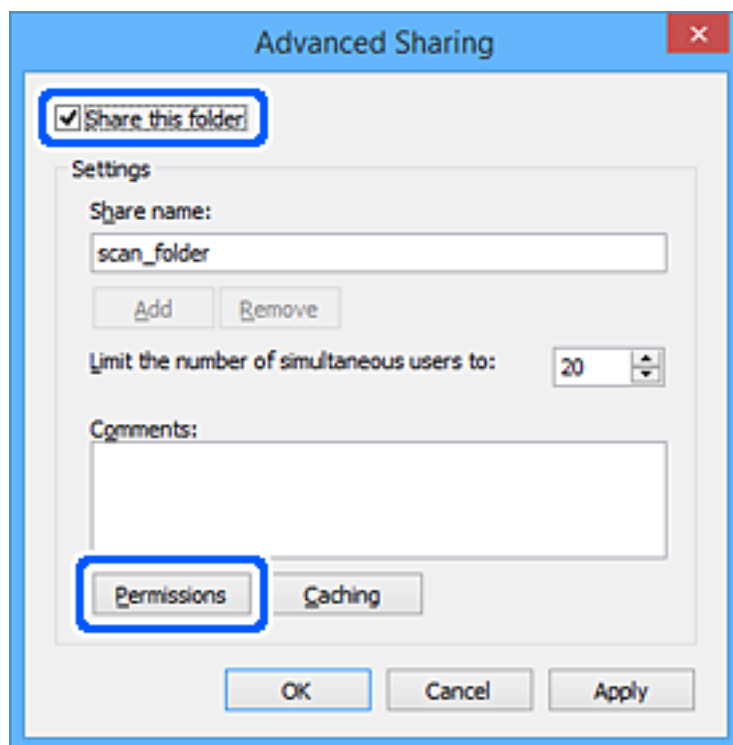 Advanced Sharing
Share this folder
Settings
Share name:
scan_folder
Add Remove
Limit the number of simultaneous users to: 20
Comments:
Permissions Caching
OK Cancel Apply